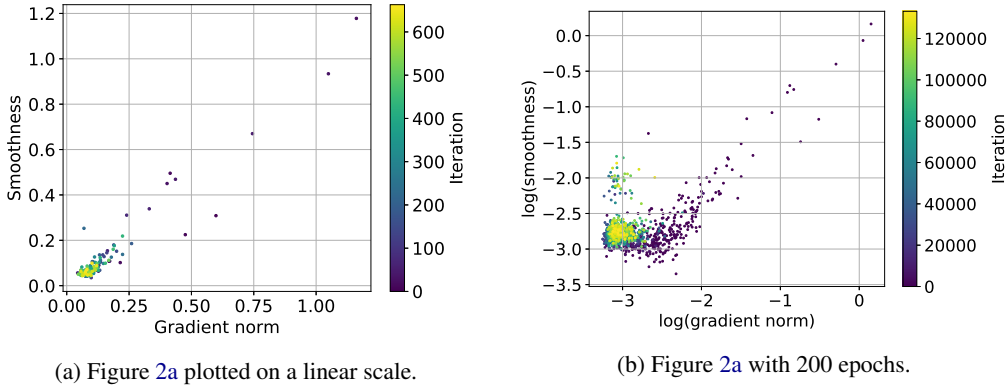 1.2
1.0
0.8
0.6
0.4
0.2
0.0
Smoothness
0.00 0.25 0.50 0.75 1.00
Gradient norm
600
500
400
300
200
100
0
Iteration
(a) Figure 2a plotted on a linear scale.
0.0
−0.5
−1.0
−1.5
−2.0
−2.5
−3.0
−3.5
log(smoothness)
−3 −2 −1 0
log(gradient norm)
120000
100000
80000
60000
40000
20000
0
Iteration
(b) Figure 2a with 200 epochs.